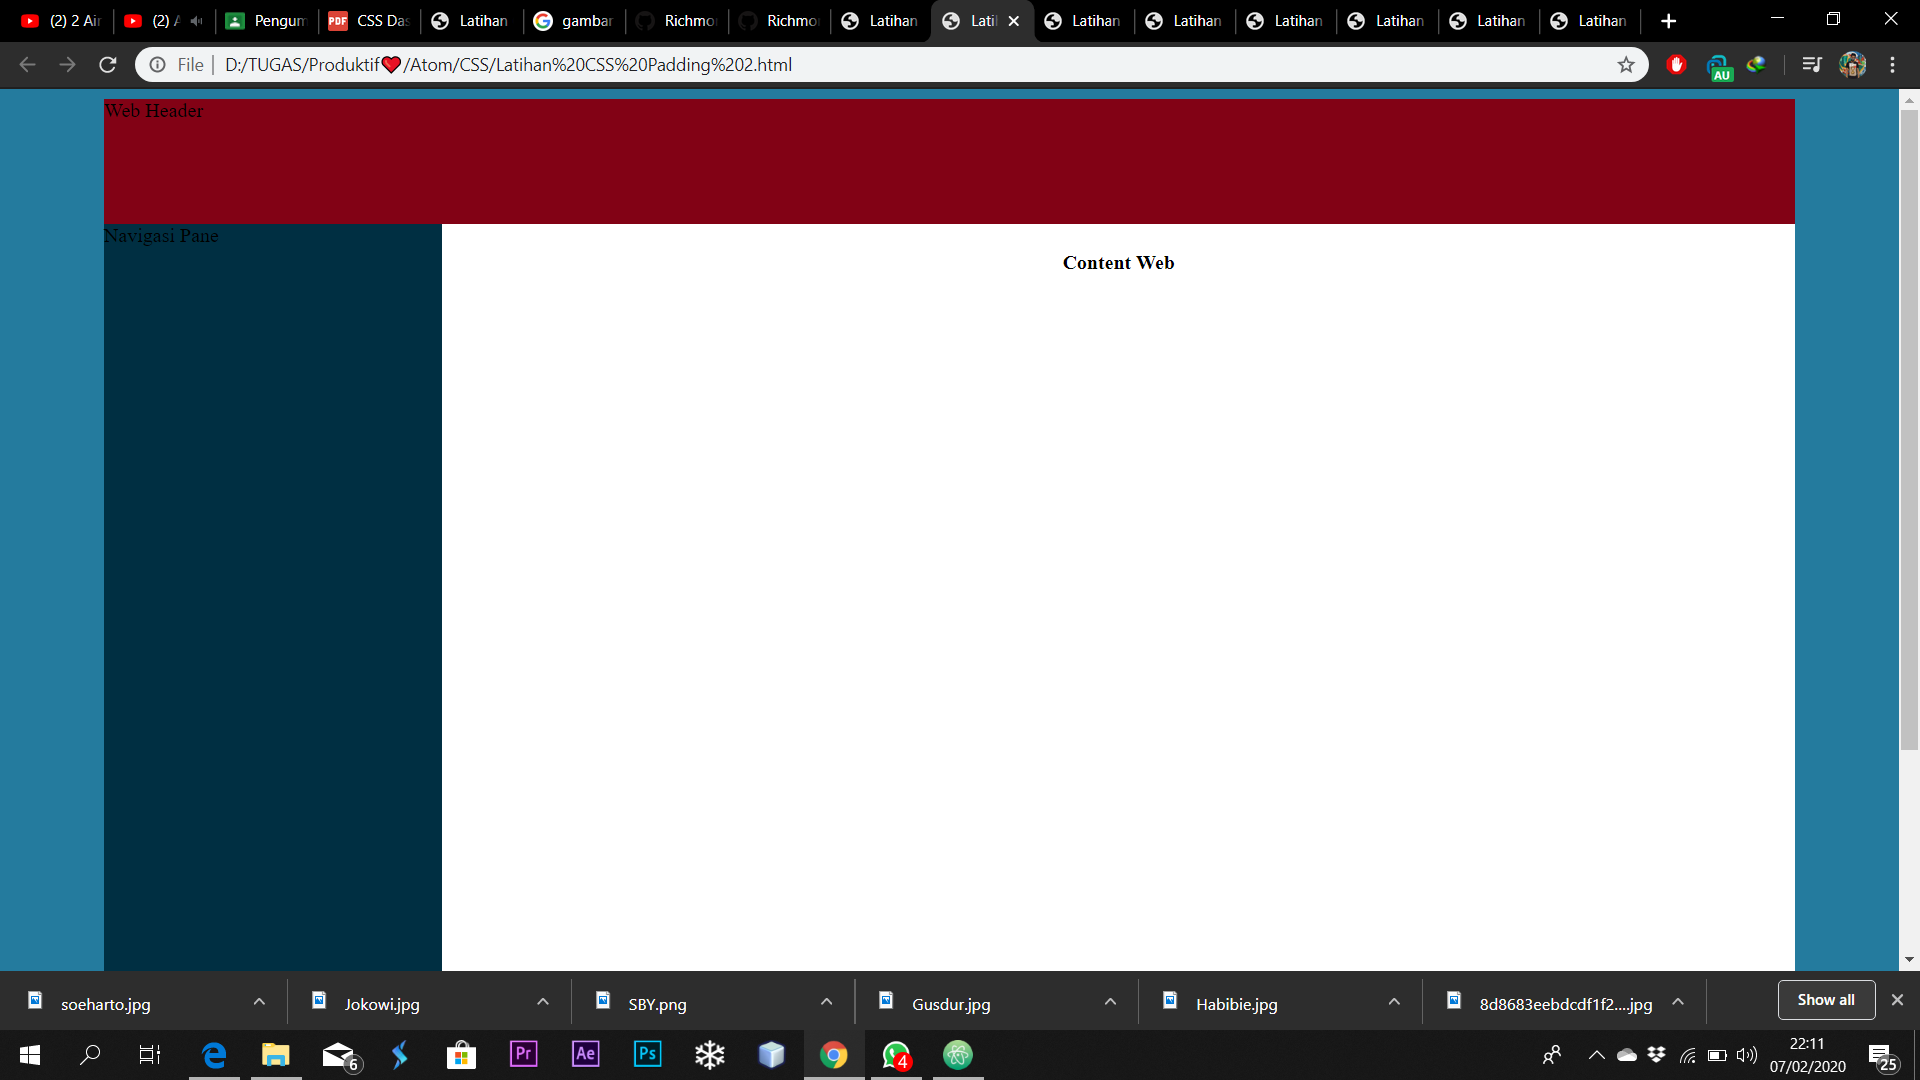 (2) 2 Air
(2) A
Pengum
CSS Das
Latihan
gambar
Richmo
Richmo
Latihan
Lati
Latihan
Latihan
Latihan
Latihan
Latihan
Latihan
File
D:/TUGAS/Produktif❤/Atom/CSS/Latihan%20CSS%20Padding%202.html
AU
Web Header
Navigasi Pane
Content Web
soeharto.jpg
Jokowi.jpg
SBY.png
Gusdur.jpg
Habibie.jpg
8d8683eebdcdf1f2....jpg
Show all
6
Pr
Ae
Ps
4
22:11
07/02/2020
25